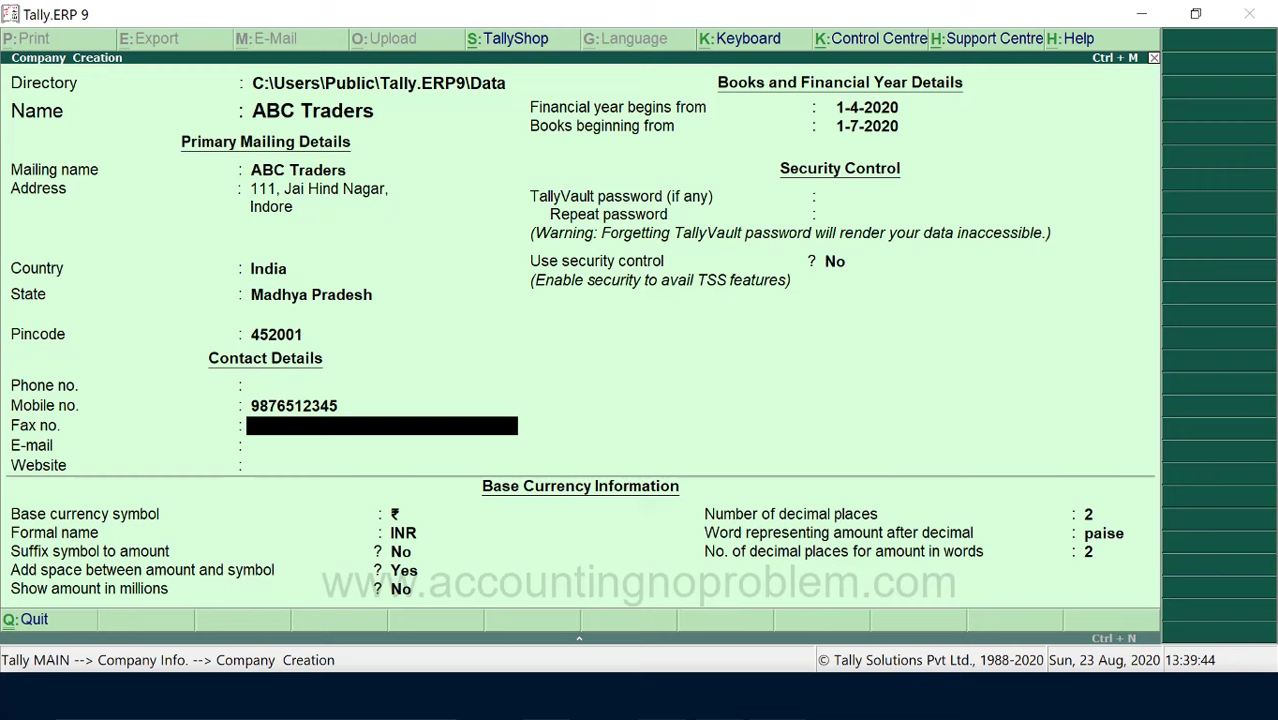 Tally.ERP 9
P: Print E: Export M: E-Mail O: Upload S: TallyShop G: Language K: Keyboard K: Control Centre H: Support Centre H: Help
Company Creation Ctrl + M
Directory : C:\Users\Public\Tally.ERP9\Data
Name : ABC Traders
Primary Mailing Details
Mailing name : ABC Traders
Address : 111, Jai Hind Nagar,
Indore
Country : India
State : Madhya Pradesh
Pincode : 452001
Contact Details
Phone no. :
Mobile no. : 9876512345
Fax no. :
E-mail :
Website :
Books and Financial Year Details
Financial year begins from : 1-4-2020
Books beginning from : 1-7-2020
Security Control
TallyVault password (if any) :
Repeat password :
(Warning: Forgetting TallyVault password will render your data inaccessible.)
Use security control ? No
(Enable security to avail TSS features)
Base Currency Information
Base currency symbol : ₹
Formal name : INR
Suffix symbol to amount ? No
Add space between amount and symbol ? Yes
Show amount in millions ? No
Number of decimal places : 2
Word representing amount after decimal : paise
No. of decimal places for amount in words : 2
www.accountingnoproblem.com
Q: Quit
Ctrl + N
Tally MAIN --> Company Info. --> Company Creation © Tally Solutions Pvt Ltd., 1988-2020 Sun, 23 Aug, 2020 13:39:44